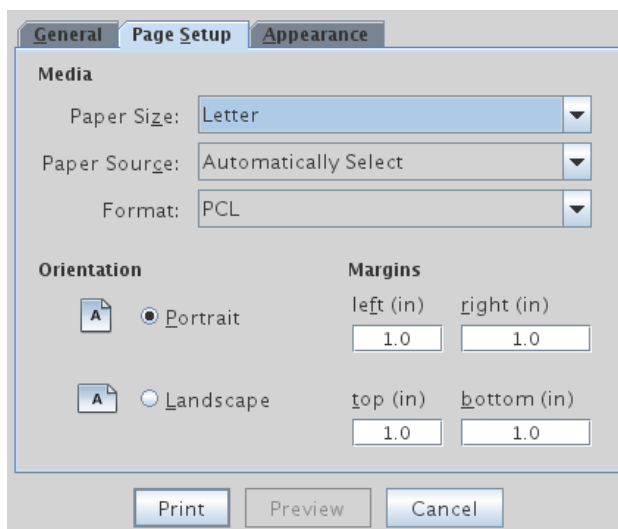 General Page Setup Appearance
Media
Paper Size: Letter
Paper Source: Automatically Select
Format: PCL
Orientation Margins
left (in) right (in)
A Portrait
1.0 1.0
A Landscape top (in) bottom (in)
1.0 1.0
Print Preview Cancel